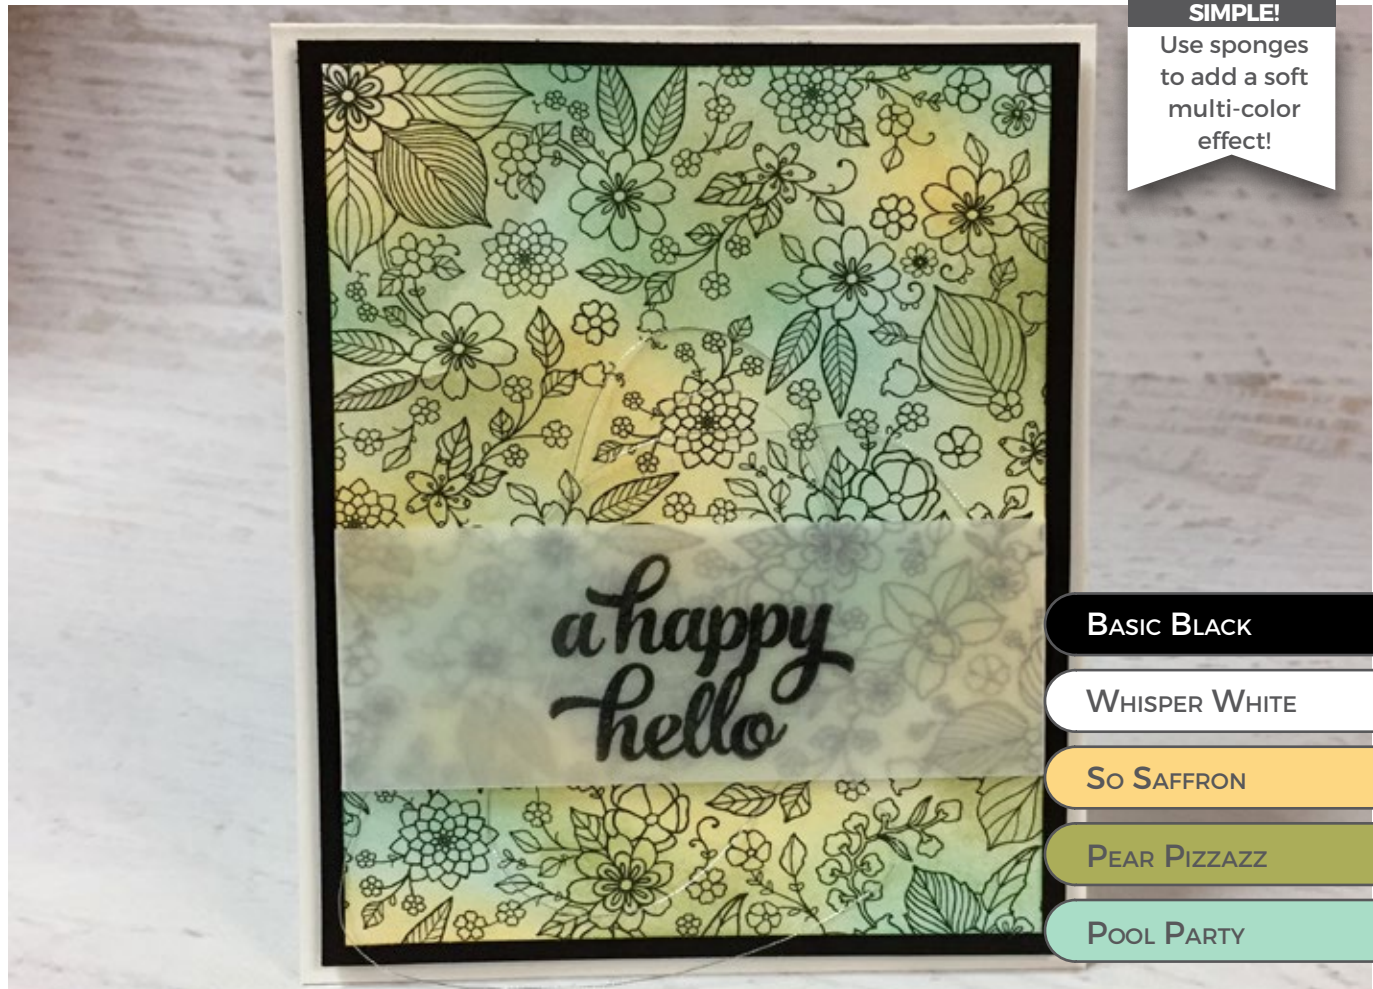 SIMPLE!
Use sponges
to add a soft
multi-color
effect!
a happy
hello
Basic Black
Whisper White
So Saffron
Pear Pizzazz
Pool Party